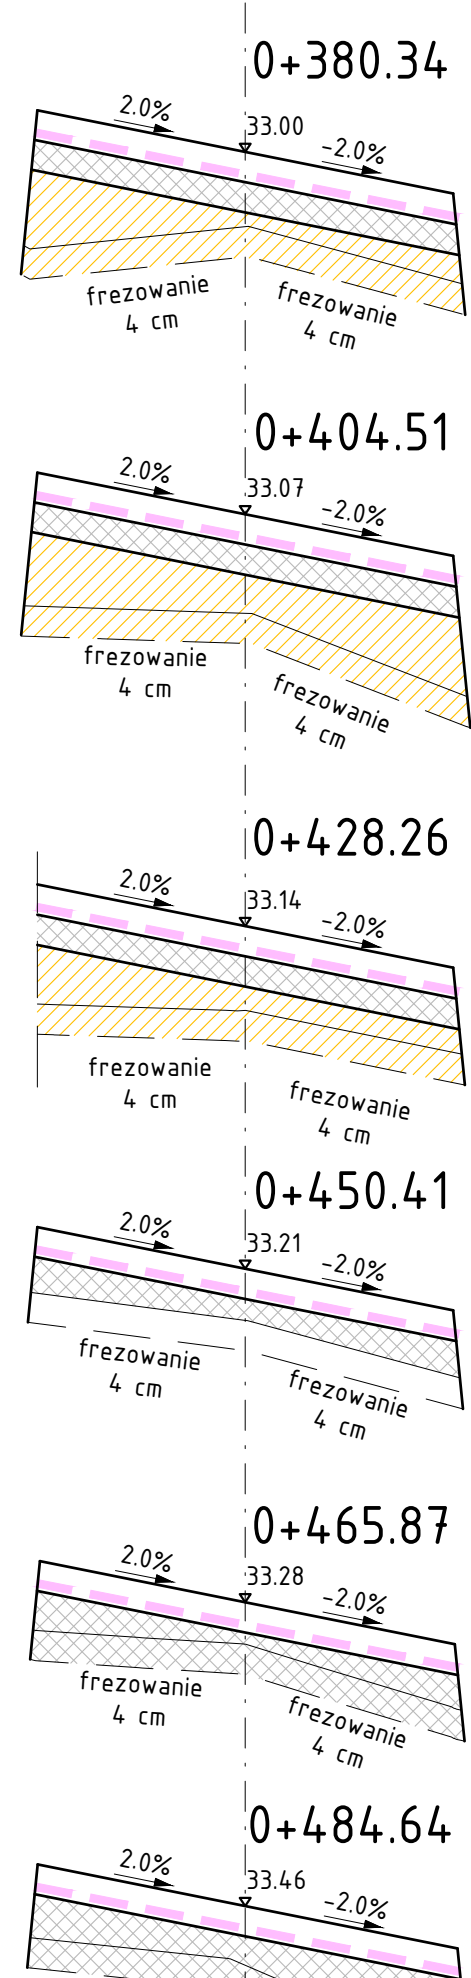 0+380.34
2.0%
33.00
-2.0%
frezowanie
4 cm
frezowanie
4 cm
0+404.51
2.0%
33.07
-2.0%
frezowanie
4 cm
frezowanie
4 cm
0+428.26
2.0%
33.14
-2.0%
frezowanie
4 cm
frezowanie
4 cm
0+450.41
2.0%
33.21
-2.0%
frezowanie
4 cm
frezowanie
4 cm
0+465.87
2.0%
33.28
-2.0%
frezowanie
4 cm
frezowanie
4 cm
0+484.64
2.0%
33.46
-2.0%